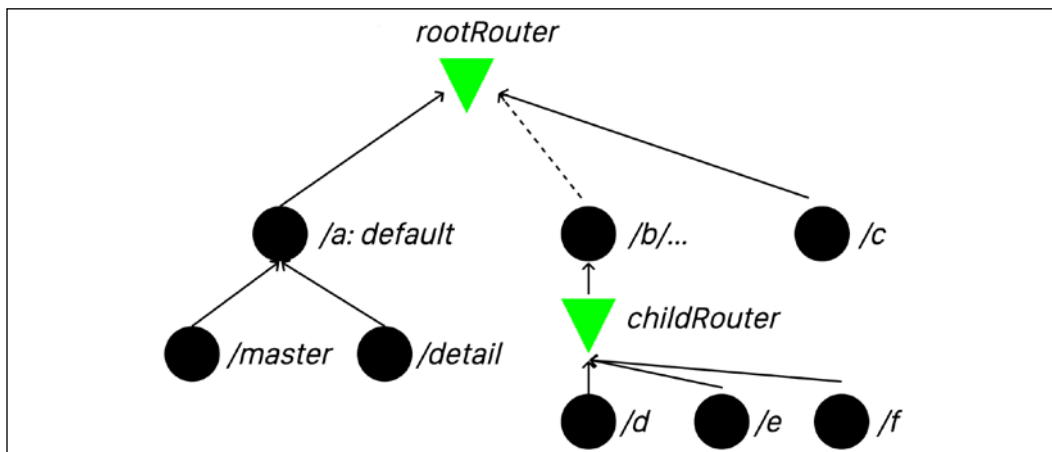 rootRouter
/a: default
/b/...
/c
childRouter
/master
/detail
/d
/e
/f